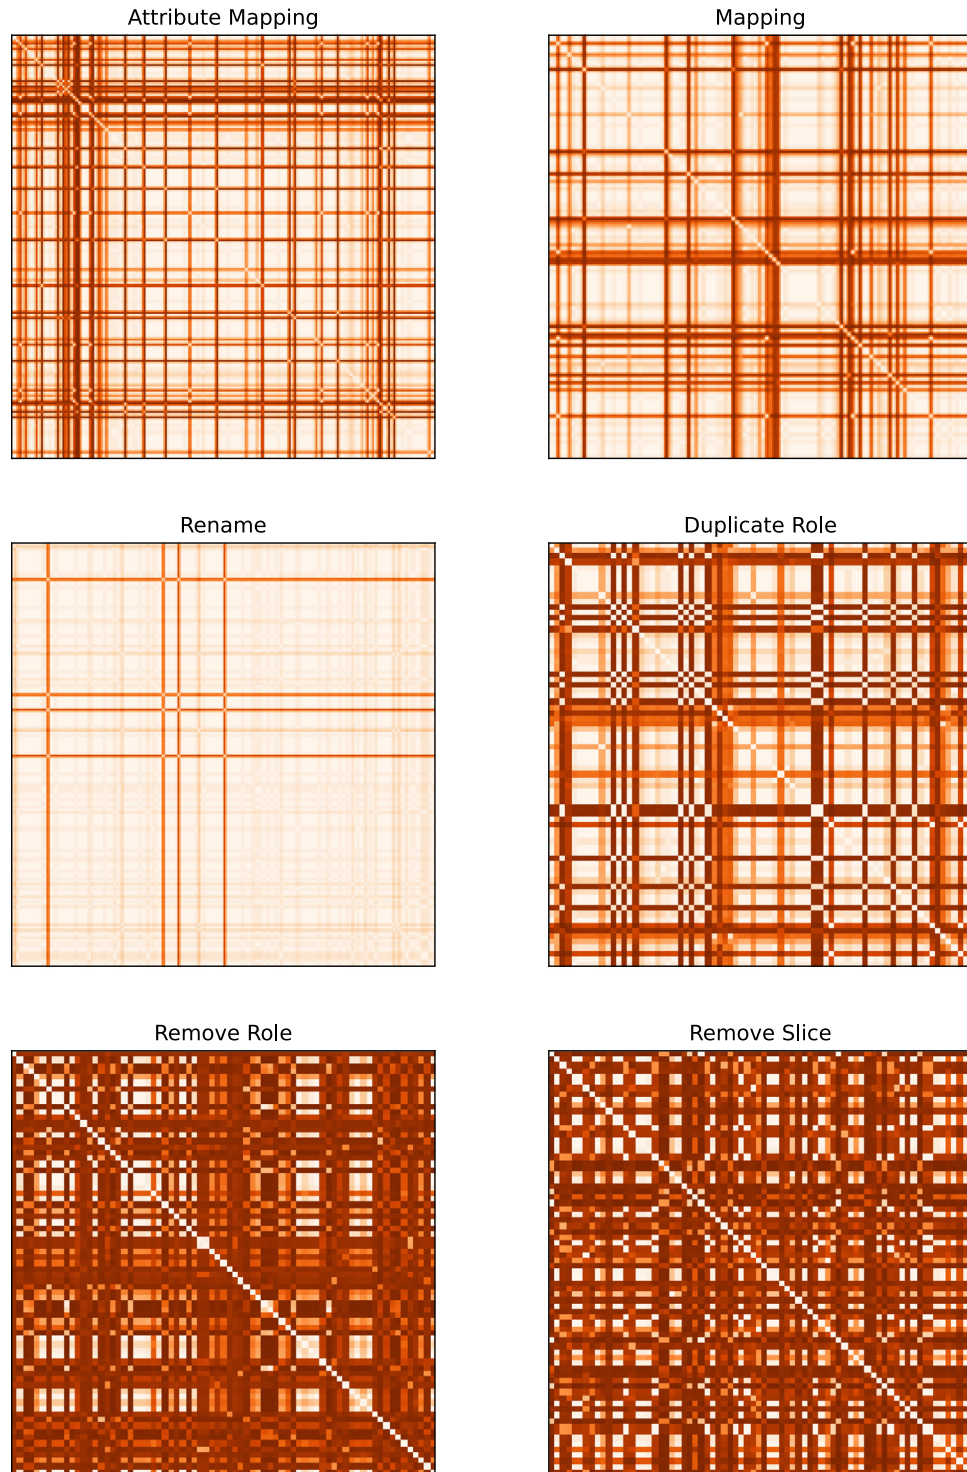 Attribute Mapping
Mapping
Rename
Duplicate Role
Remove Role
Remove Slice